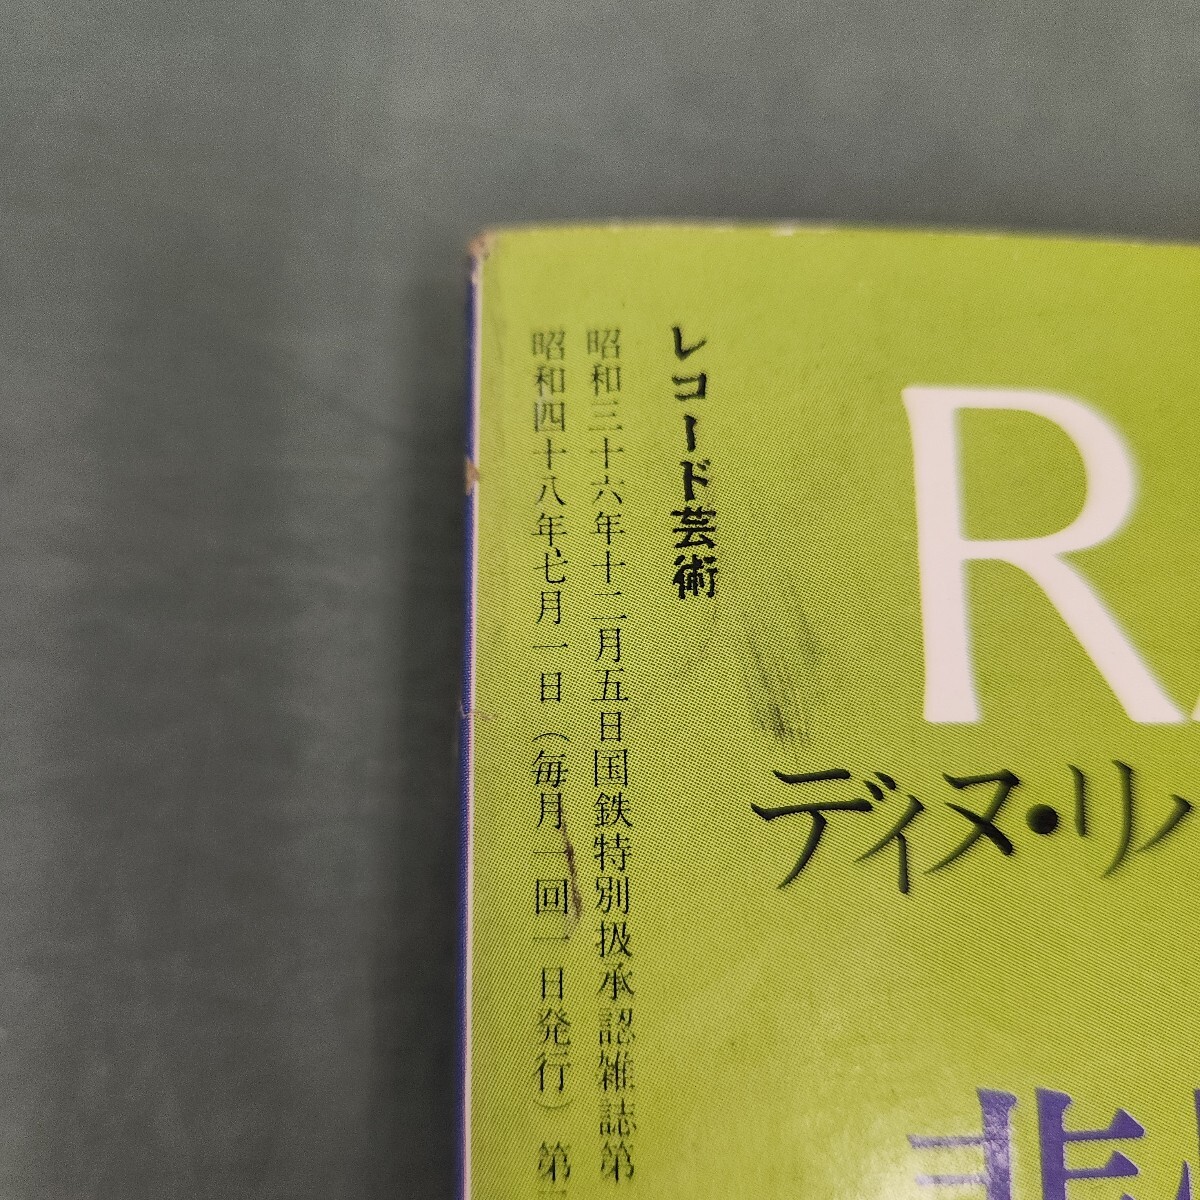 レコード芸術
昭和三十六年十二月五日国鉄特別扱承認雑誌第
昭和四十八年七月一日（毎月一回一日発行）第
R
ディヌ・リパ
悲